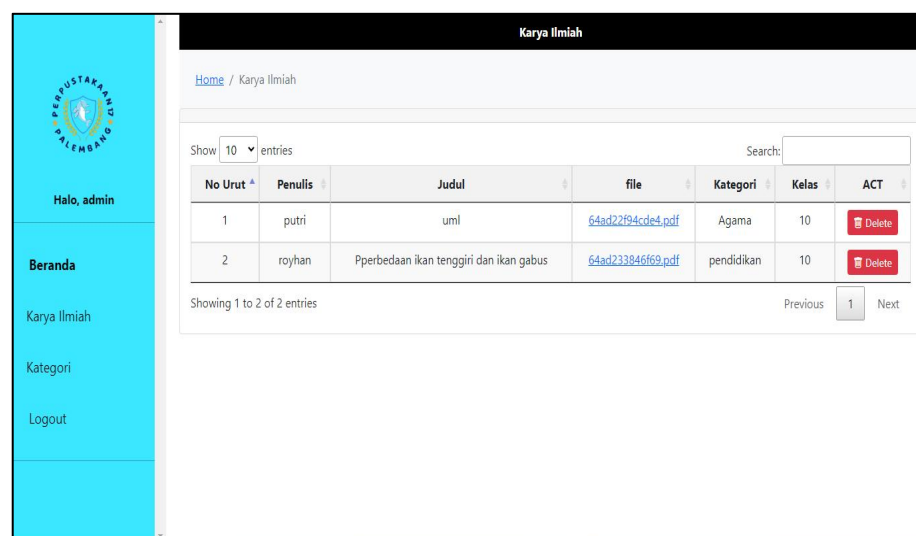 Karya Ilmiah
PERPUSTAKAAN17
PALEMBANG
Halo, admin
Beranda
Karya Ilmiah
Kategori
Logout
Home / Karya Ilmiah
Show 10 entries
Search:
No Urut Penulis Judul file Kategori Kelas ACT
1 putri uml 64ad22f94cde4.pdf Agama 10 Delete
2 royhan Pperbedaan ikan tenggiri dan ikan gabus 64ad233846f69.pdf pendidikan 10 Delete
Showing 1 to 2 of 2 entries
Previous 1 Next